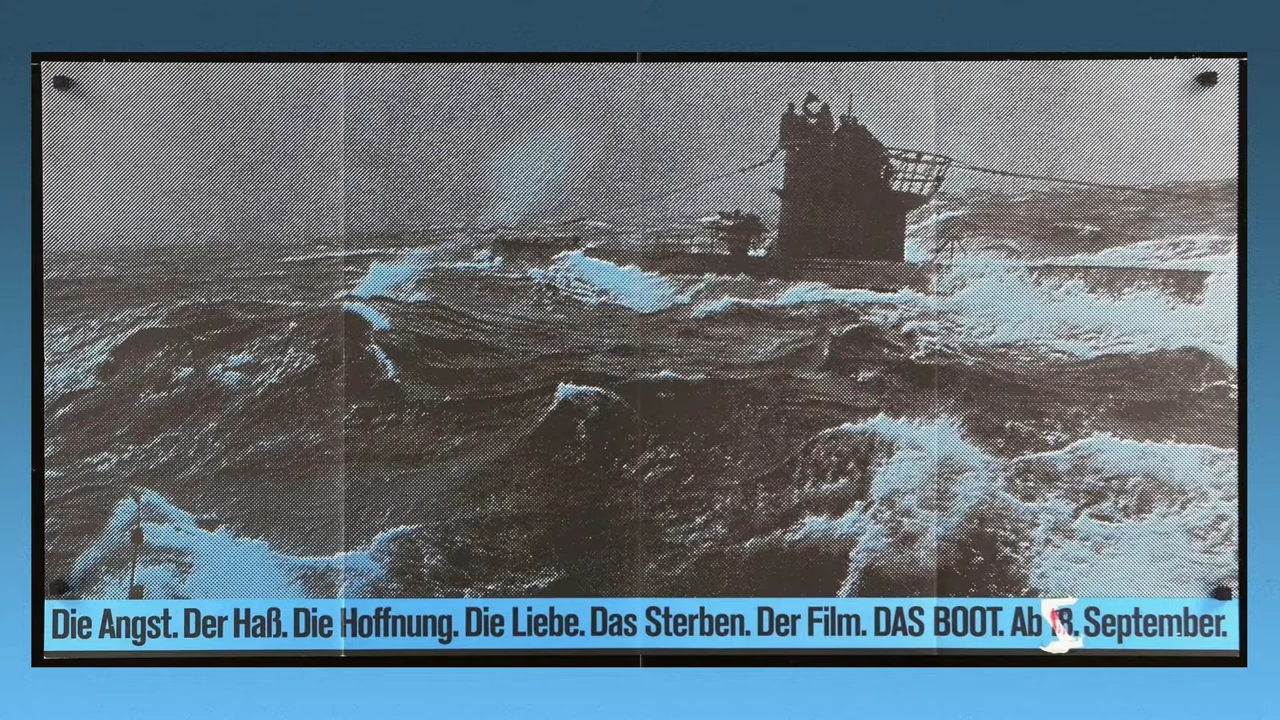 Die Angst. Der Haß. Die Hoffnung. Die Liebe. Das Sterben. Der Film. DAS BOOT. Ab September.